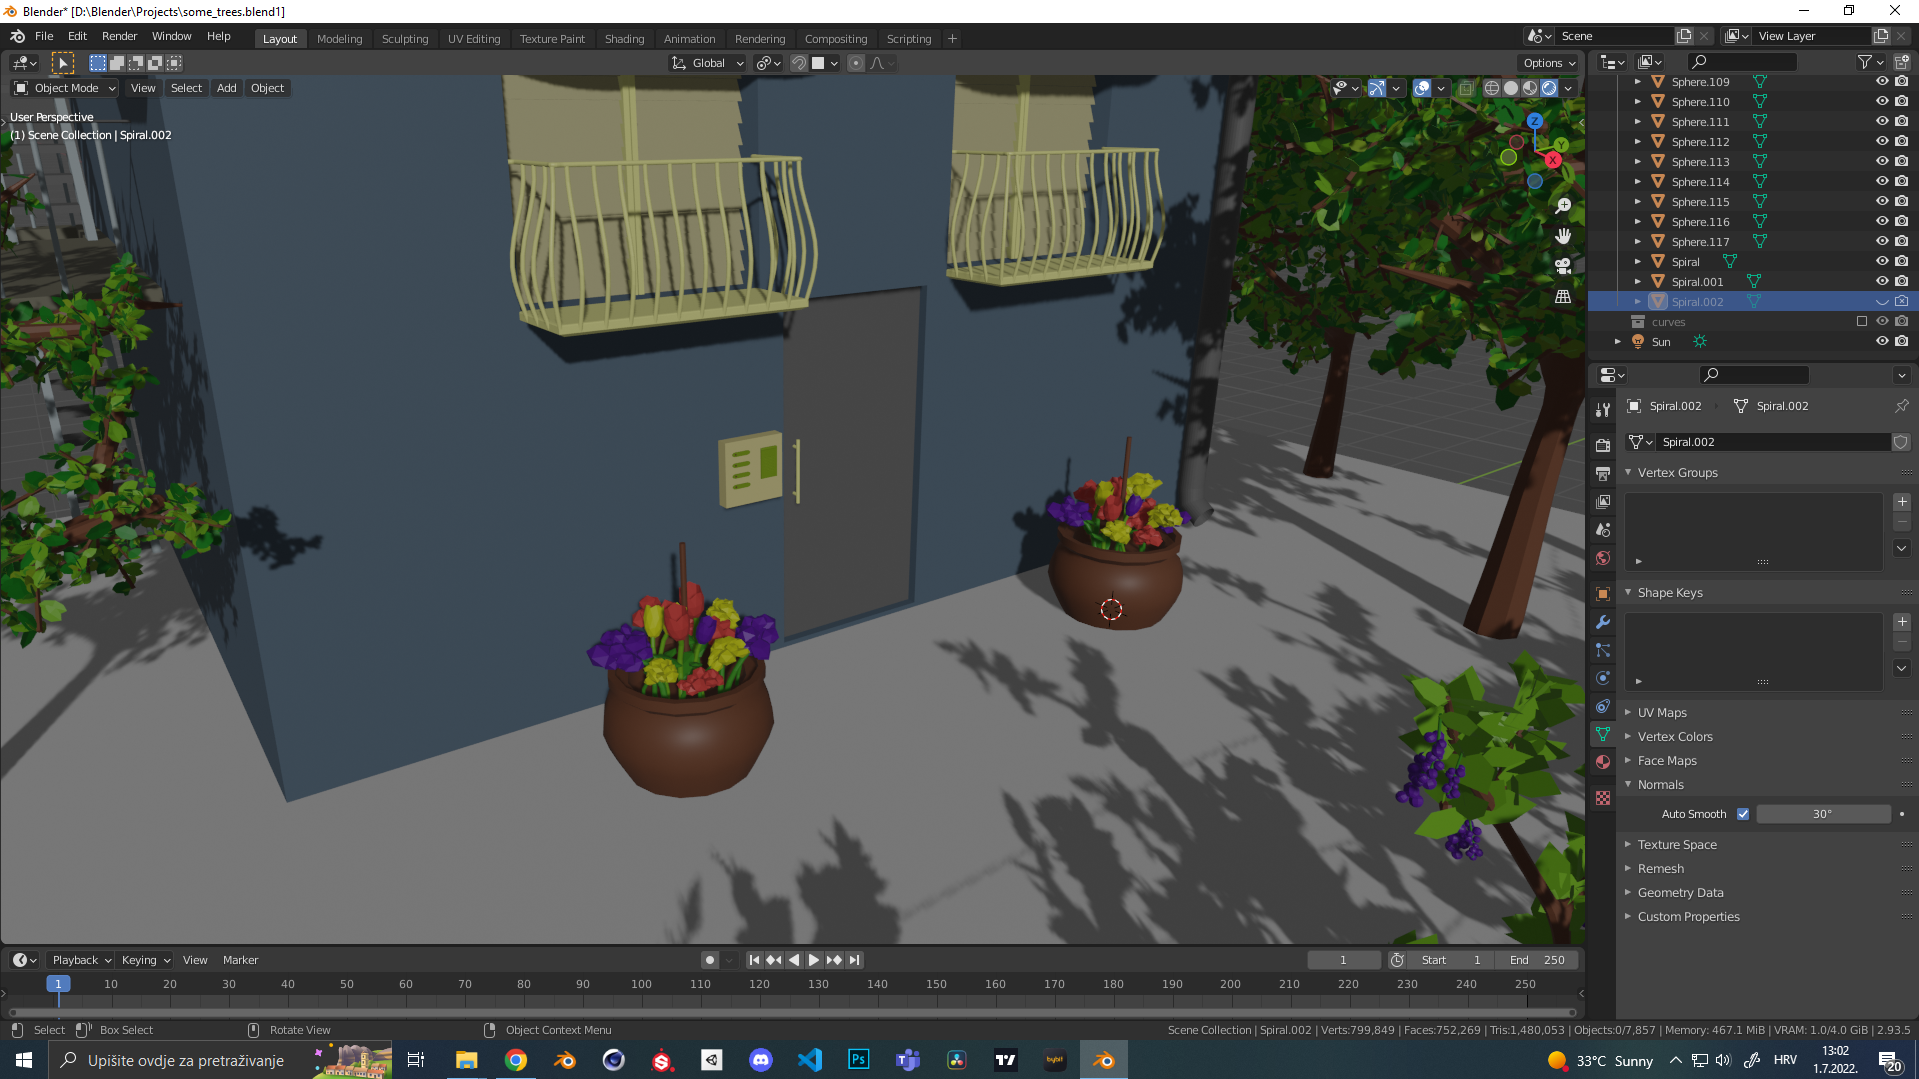 Blender* [D:\Blender\Projects\some_trees.blend1]
File Edit Render Window Help Layout Modeling Sculpting UV Editing Texture Paint Shading Animation Rendering Compositing Scripting Scene View Layer
Global Options
Object Mode View Select Add Object
User Perspective
(1) Scene Collection | Spiral.002
Z
Y
X
Sphere.109
Sphere.110
Sphere.111
Sphere.112
Sphere.113
Sphere.114
Sphere.115
Sphere.116
Sphere.117
Spiral
Spiral.001
Spiral.002
curves
Sun
Spiral.002 Spiral.002
Spiral.002
Vertex Groups
Shape Keys
UV Maps
Vertex Colors
Face Maps
Normals
Auto Smooth 30°
Texture Space
Remesh
Geometry Data
Custom Properties
Playback Keying View Marker 1 Start 1 End 250
1 10 20 30 40 50 60 70 80 90 100 110 120 130 140 150 160 170 180 190 200 210 220 230 240 250
Select Box Select Rotate View Object Context Menu Scene Collection | Spiral.002 | Verts:799,849 | Faces:752,269 | Tris:1,480,053 | Objects:0/7,857 | Memory: 467.1 MiB | VRAM: 1.0/4.0 GiB | 2.93.5
Upišite ovdje za pretraživanje Ps bybit 33°C Sunny HRV 13:02
1.7.2022. 20